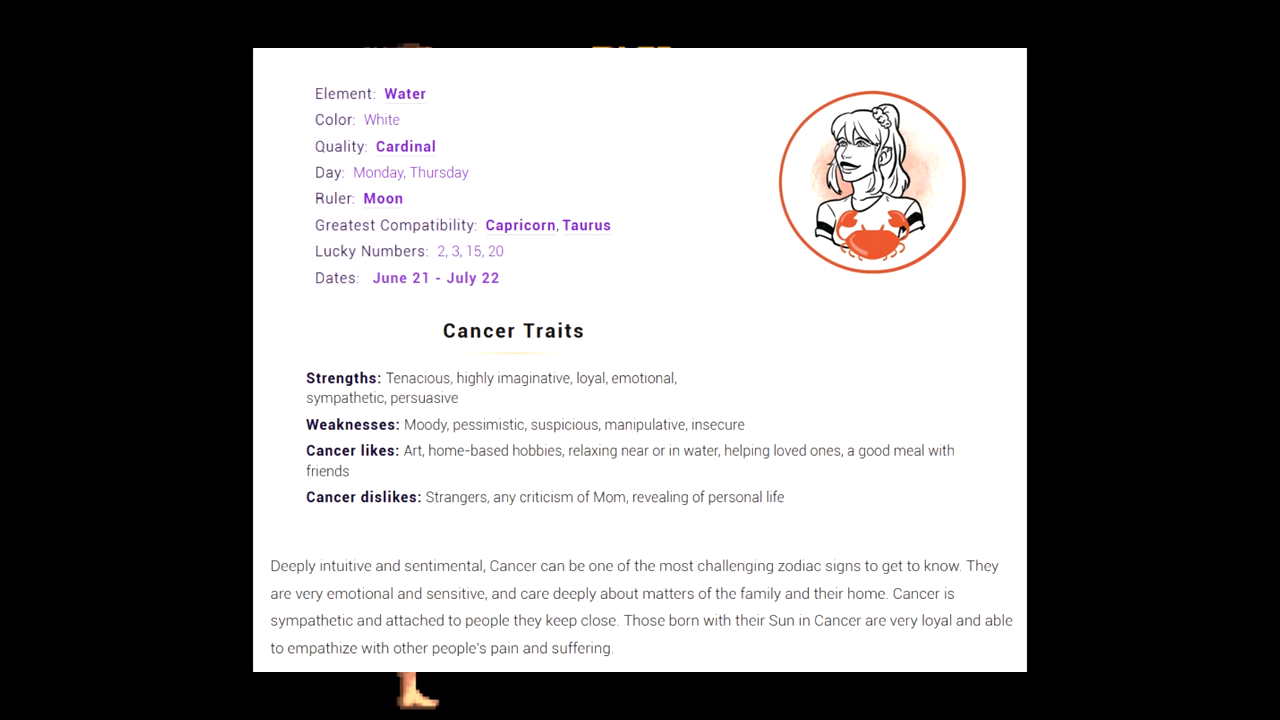 Element: Water
Color: White
Quality: Cardinal
Day: Monday, Thursday
Ruler: Moon
Greatest Compatibility: Capricorn, Taurus
Lucky Numbers: 2, 3, 15, 20
Dates: June 21 - July 22
Cancer Traits
Strengths: Tenacious, highly imaginative, loyal, emotional,
sympathetic, persuasive
Weaknesses: Moody, pessimistic, suspicious, manipulative, insecure
Cancer likes: Art, home-based hobbies, relaxing near or in water, helping loved ones, a good meal with
friends
Cancer dislikes: Strangers, any criticism of Mom, revealing of personal life
Deeply intuitive and sentimental, Cancer can be one of the most challenging zodiac signs to get to know. They
are very emotional and sensitive, and care deeply about matters of the family and their home. Cancer is
sympathetic and attached to people they keep close. Those born with their Sun in Cancer are very loyal and able
to empathize with other people's pain and suffering.